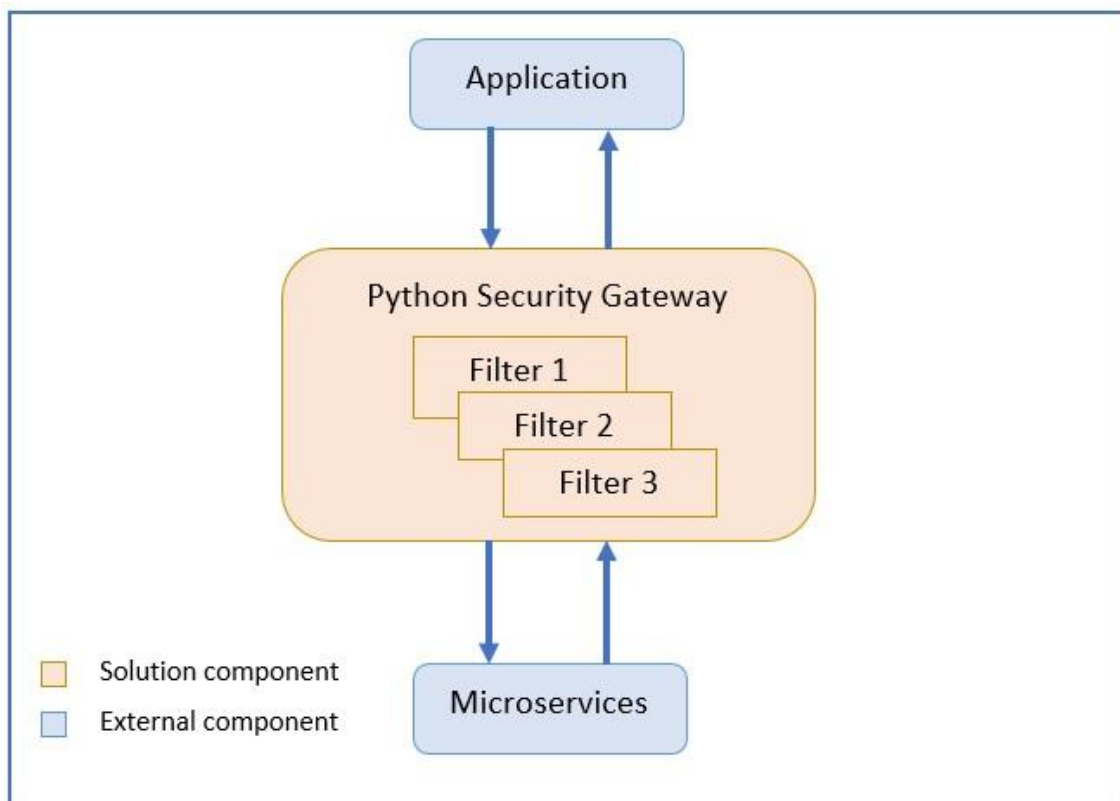 Application
Python Security Gateway
Filter 1
Filter 2
Filter 3
Microservices
Solution component
External component